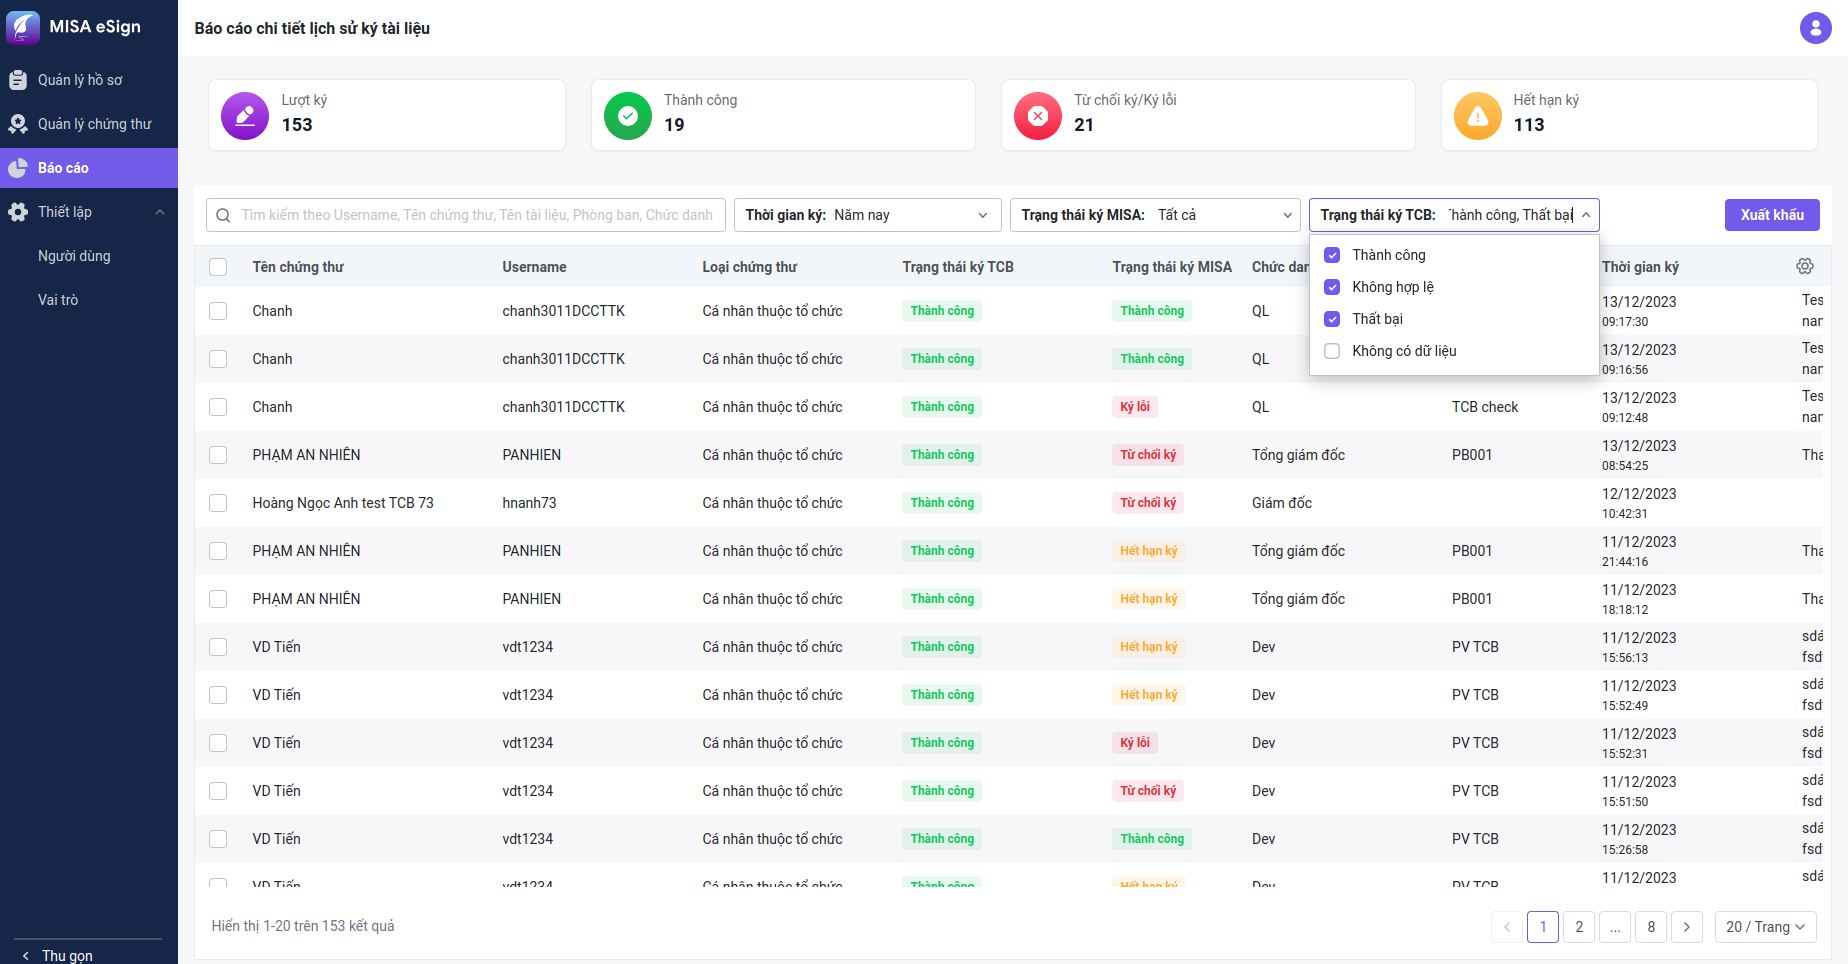 MISA eSign
Quản lý hồ sơ
Quản lý chứng thư
Báo cáo
Thiết lập
Người dùng
Vai trò
Thu gọn
Báo cáo chi tiết lịch sử ký tài liệu
Lượt ký
153
Thành công
19
Từ chối ký/Ký lỗi
21
Hết hạn ký
113
Tìm kiếm theo Username, Tên chứng thư, Tên tài liệu, Phòng ban, Chức danh
Thời gian ký: Năm nay
Trạng thái ký MISA: Tất cả
Trạng thái ký TCB: Thành công, Thất bại
Xuất khẩu
Thành công
Không hợp lệ
Thất bại
Không có dữ liệu
Tên chứng thư Username Loại chứng thư Trạng thái ký TCB Trạng thái ký MISA Chức dan Thời gian ký
Chanh chanh3011DCCTTK Cá nhân thuộc tổ chức Thành công Thành công QL 13/12/2023 Tes
09:17:30 nan
Chanh chanh3011DCCTTK Cá nhân thuộc tổ chức Thành công Thành công QL 13/12/2023 Tes
09:16:56 nan
Chanh chanh3011DCCTTK Cá nhân thuộc tổ chức Thành công Ký lỗi QL TCB check 13/12/2023 Tes
09:12:48 nan
PHẠM AN NHIÊN PANHIEN Cá nhân thuộc tổ chức Thành công Từ chối ký Tổng giám đốc PB001 13/12/2023 Tha
08:54:25
Hoàng Ngọc Anh test TCB 73 hnanh73 Cá nhân thuộc tổ chức Thành công Từ chối ký Giám đốc 12/12/2023
10:42:31
PHẠM AN NHIÊN PANHIEN Cá nhân thuộc tổ chức Thành công Hết hạn ký Tổng giám đốc PB001 11/12/2023 Tha
21:44:16
PHẠM AN NHIÊN PANHIEN Cá nhân thuộc tổ chức Thành công Hết hạn ký Tổng giám đốc PB001 11/12/2023 Tha
18:18:12
VD Tiến vdt1234 Cá nhân thuộc tổ chức Thành công Hết hạn ký Dev PV TCB 11/12/2023 sdá
15:56:13 fsd
VD Tiến vdt1234 Cá nhân thuộc tổ chức Thành công Hết hạn ký Dev PV TCB 11/12/2023 sdá
15:52:49 fsd
VD Tiến vdt1234 Cá nhân thuộc tổ chức Thành công Ký lỗi Dev PV TCB 11/12/2023 sdá
15:52:31 fsd
VD Tiến vdt1234 Cá nhân thuộc tổ chức Thành công Từ chối ký Dev PV TCB 11/12/2023 sdá
15:51:50 fsd
VD Tiến vdt1234 Cá nhân thuộc tổ chức Thành công Thành công Dev PV TCB 11/12/2023 sdá
15:26:58 fsd
VD Tiến vdt1234 Cá nhân thuộc tổ chức Thành công Hết hạn ký Dev PV TCB 11/12/2023 sdá
Hiển thị 1-20 trên 153 kết quả
1 2 ... 8 20 / Trang